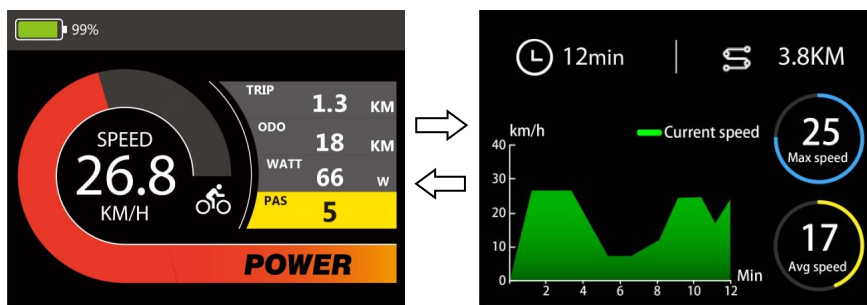 99%
SPEED
26.8
KM/H
TRIP
1.3 KM
ODO
18 KM
WATT
66 W
PAS
5
POWER
12min
3.8KM
km/h
Current speed
40
30
20
10
0
2 4 6 8 10 12
Min
25
Max speed
17
Avg speed